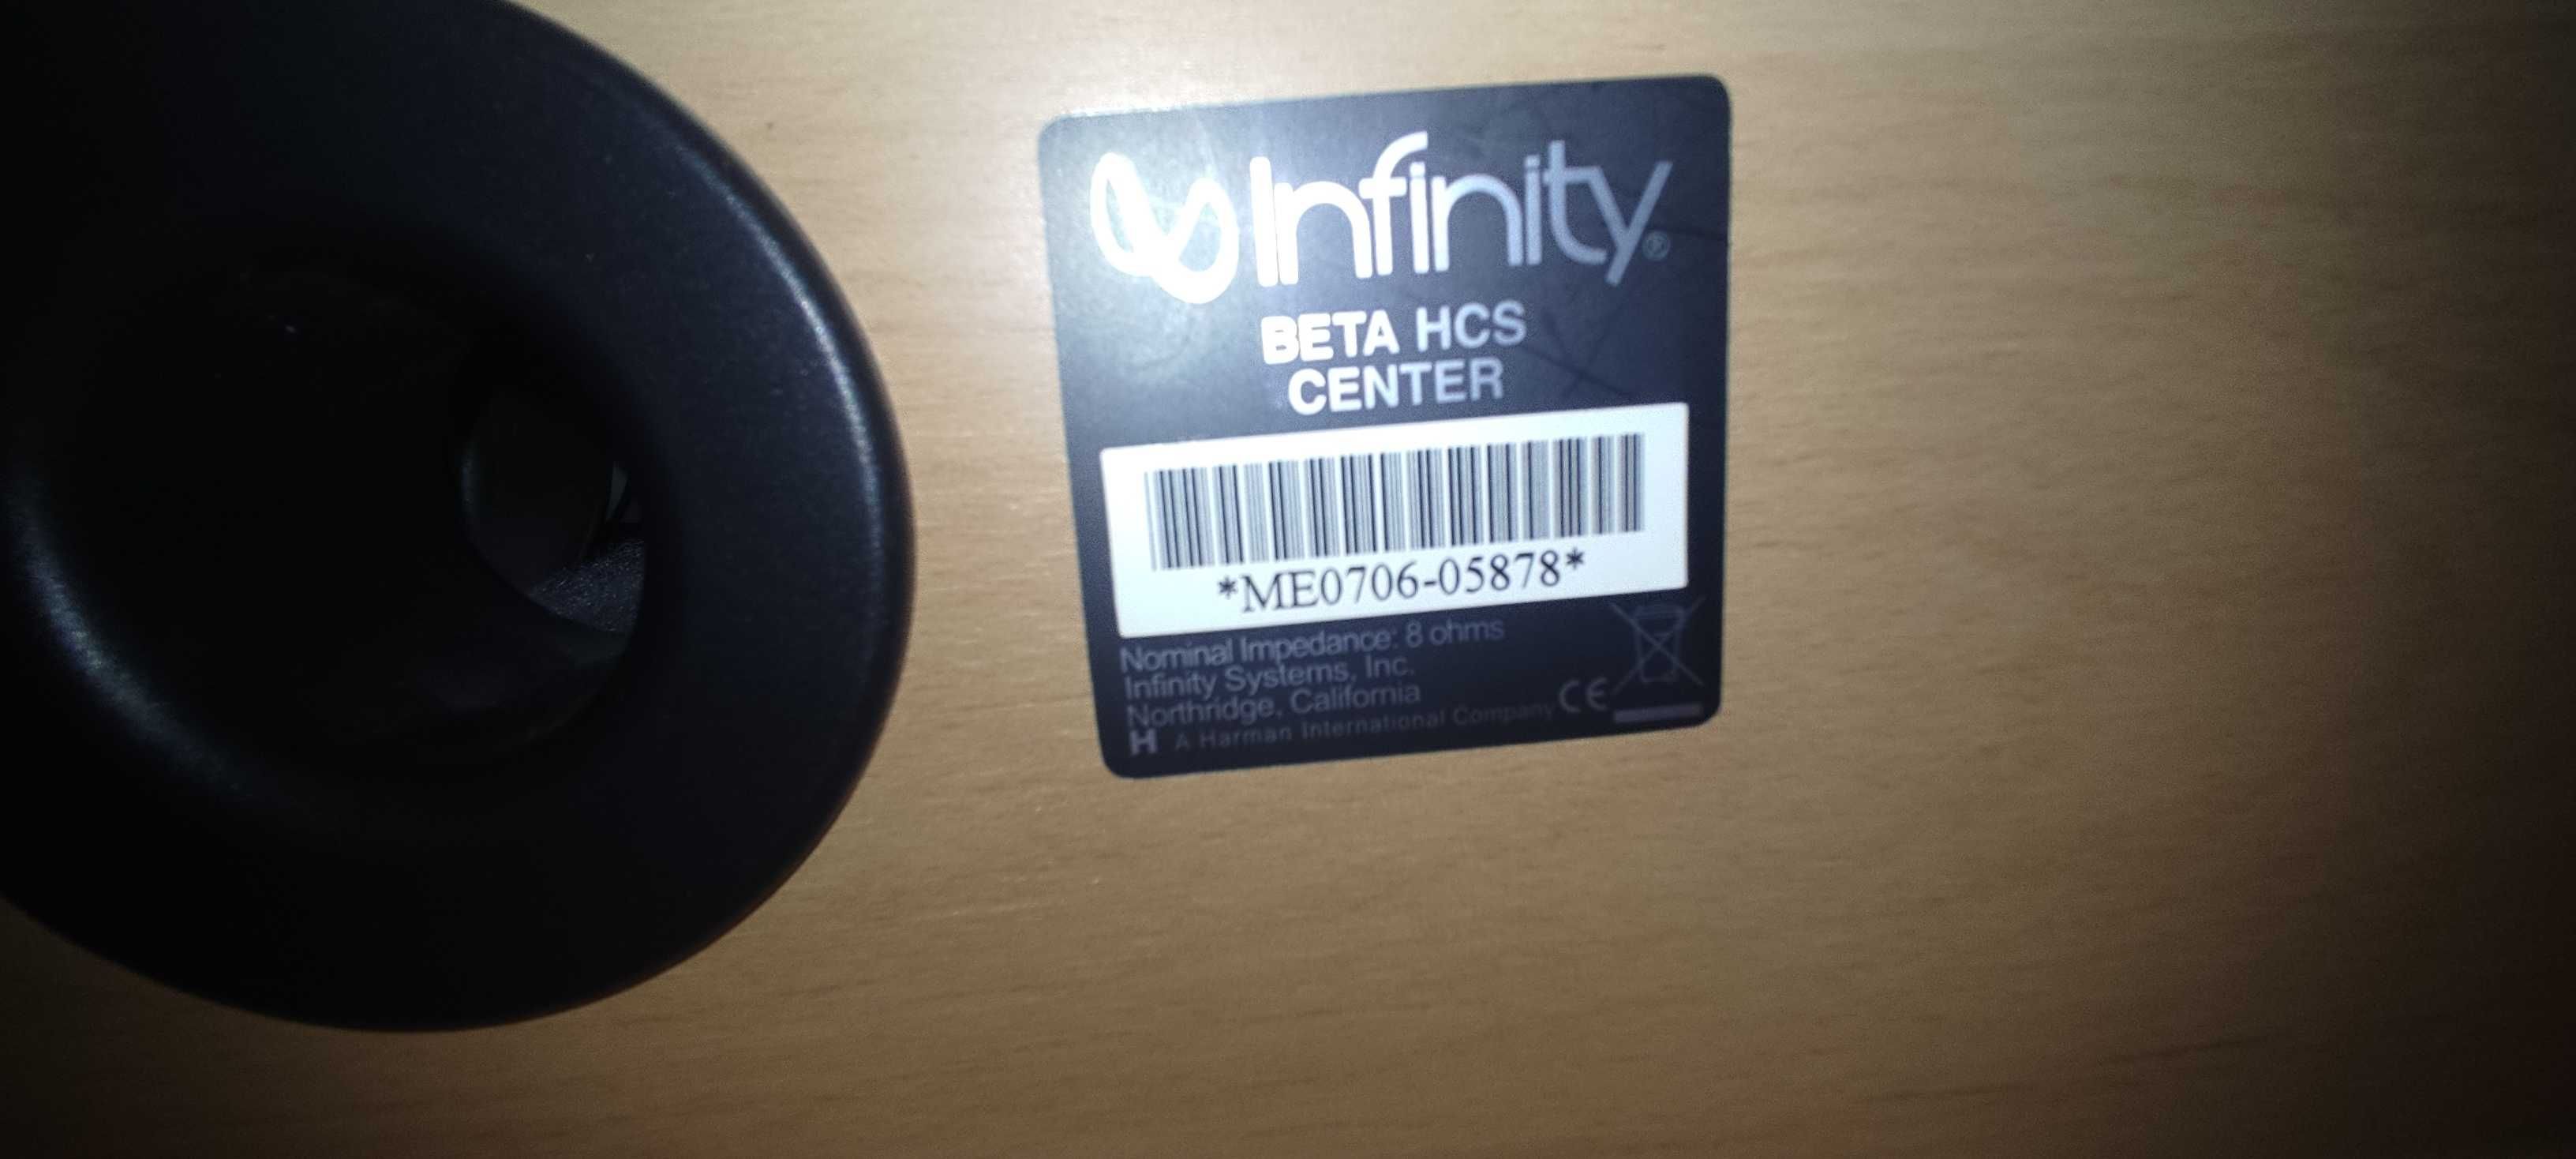 Infinity®
BETA HCS
CENTER
*ME0706-05878*
Nominal Impedance: 8 ohms
Infinity Systems, Inc.
Northridge, California
H A Harman International Company CE